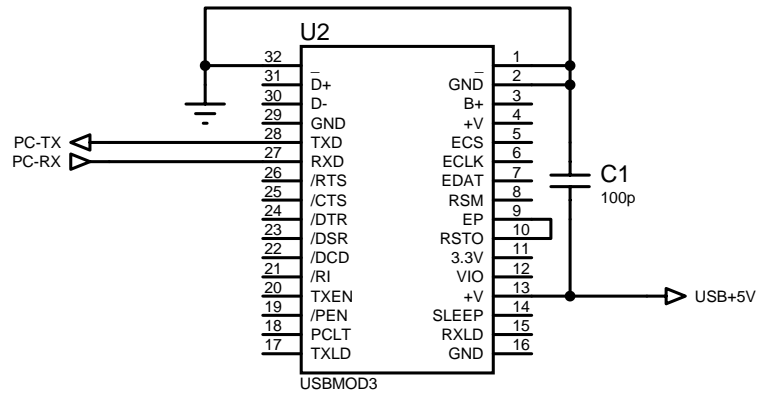 U2
32 _ _ 1
31 D+ GND 2
30 D- B+ 3
29 GND +V 4
PC-TX 28 TXD ECS 5
PC-RX 27 RXD ECLK 6
26 /RTS EDAT 7 C1
25 /CTS RSM 8 100p
24 /DTR EP 9
23 /DSR RSTO 10
22 /DCD 3.3V 11
21 /RI VIO 12
20 TXEN +V 13 USB+5V
19 /PEN SLEEP 14
18 PCLT RXLD 15
17 TXLD GND 16
USBMOD3